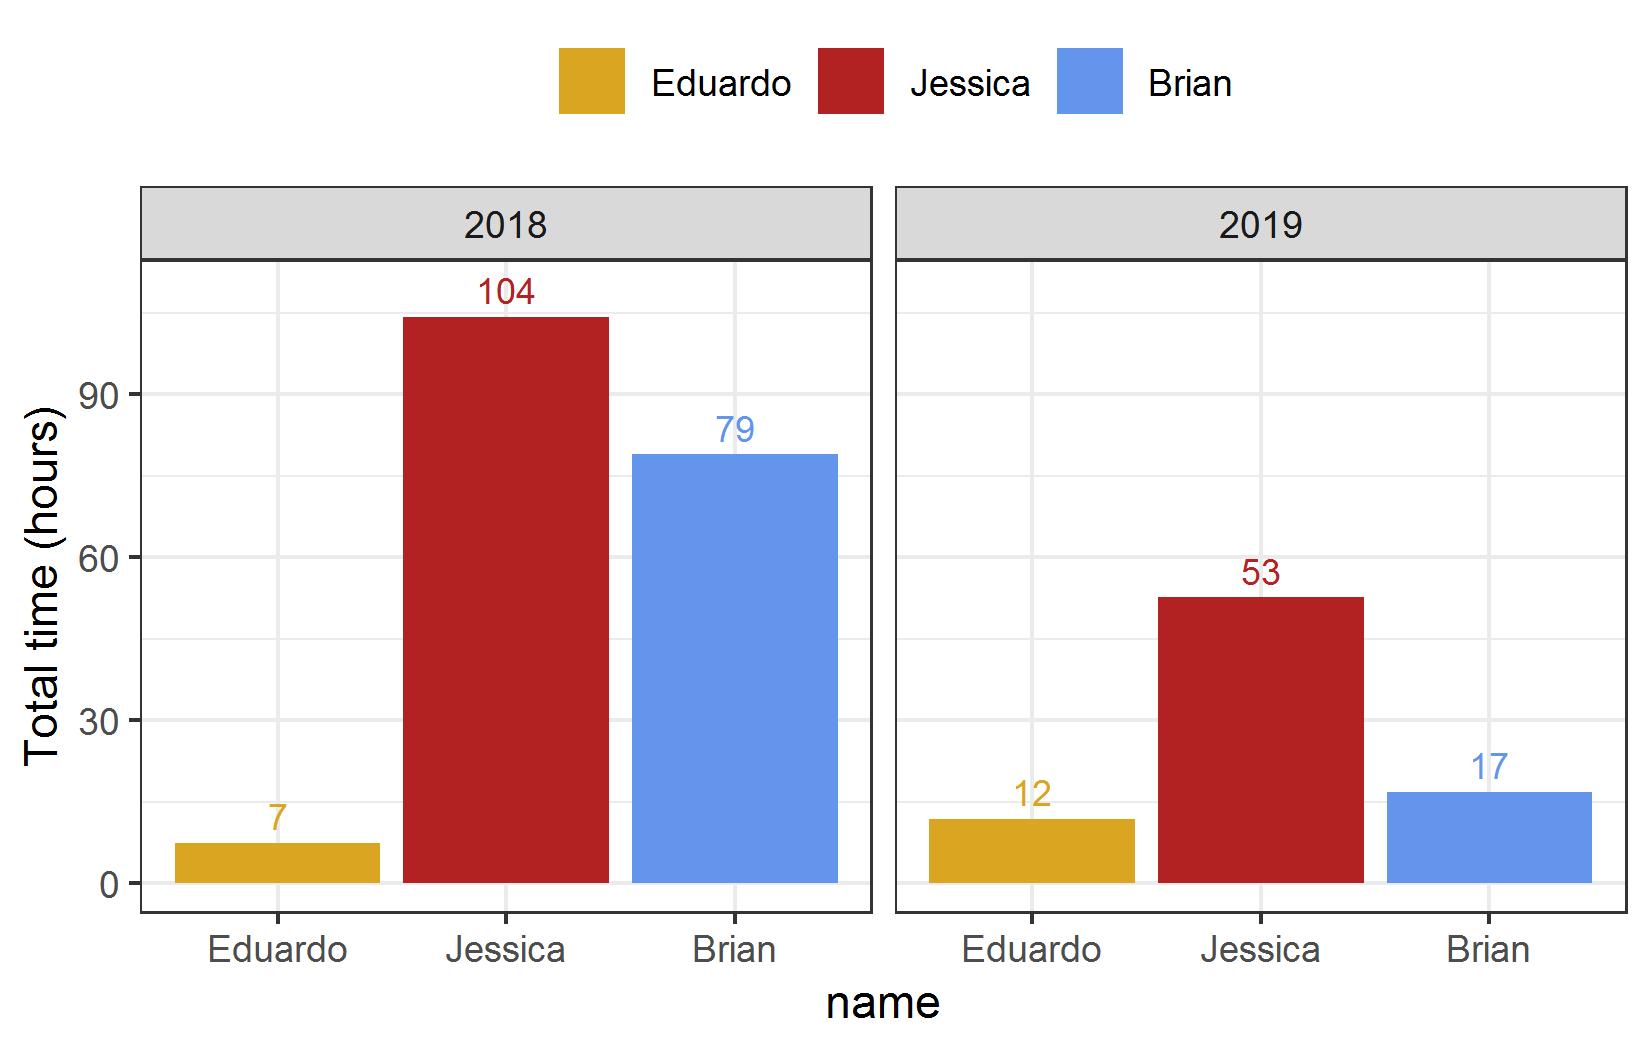 Eduardo Jessica Brian
2018 2019
104
90
79
60
53
30
17
12
7
0
Total time (hours)
Eduardo Jessica Brian Eduardo Jessica Brian
name